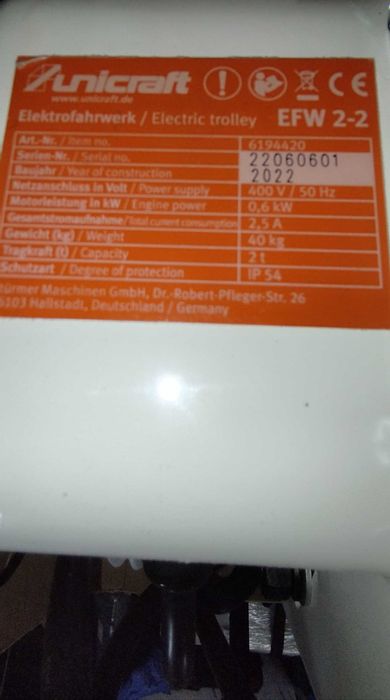 unicraft
www.unicraft.de
Elektrofahrwerk / Electric trolley EFW 2-2
Art.-Nr. / Item no. 6194420
Serien-Nr. / Serial no. 22060601
Baujahr / Year of construction 2022
Netzanschluss in Volt / Power supply 400 V / 50 Hz
Motorleistung in kW / Engine power 0,6 kW
Gesamtstromaufnahme / Total current consumption 2,5 A
Gewicht (kg) / Weight 40 kg
Tragkraft (t) / Capacity 2 t
Schutzart / Degree of protection IP 54
türmer Maschinen GmbH, Dr.-Robert-Pfleger-Str. 26
6103 Hallstadt, Deutschland / Germany